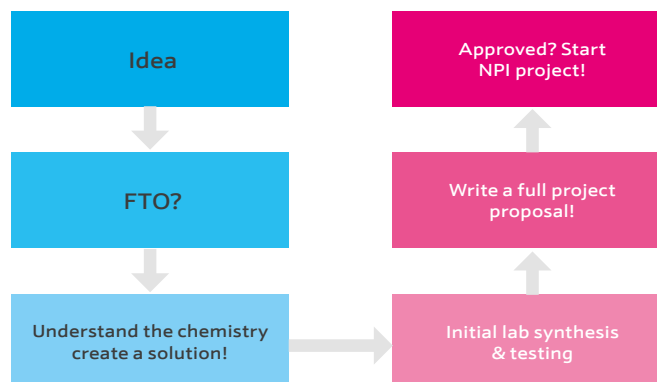 Idea
FTO?
Understand the chemistry
create a solution!
Initial lab synthesis
& testing
Write a full project
proposal!
Approved? Start
NPI project!